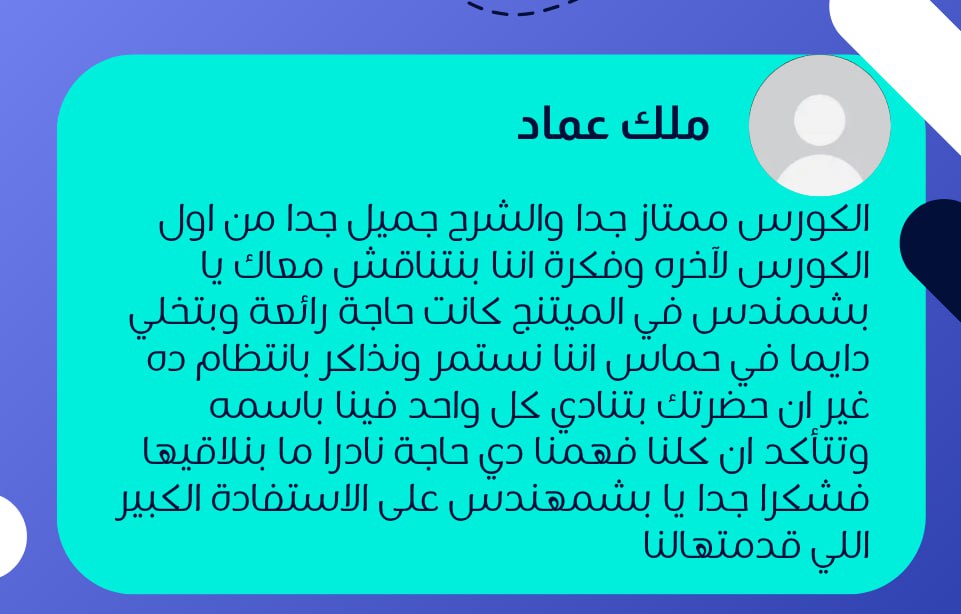 ملك عماد
الكورس ممتاز جدا والشرح جميل جدا من اول
الكورس لآخره وفكرة اننا بنتناقش معاك يا
بشمندس في الميتنج كانت حاجة رائعة وبتخلي
دايما في حماس اننا نستمر ونذاكر بانتظام ده
غير ان حضرتك بتنادي كل واحد فينا باسمه
وتتأكد ان كلنا فهمنا دي حاجة نادرا ما بنلاقيها
فشكرا جدا يا بشمهندس على الاستفادة الكبير
اللي قدمتهالنا